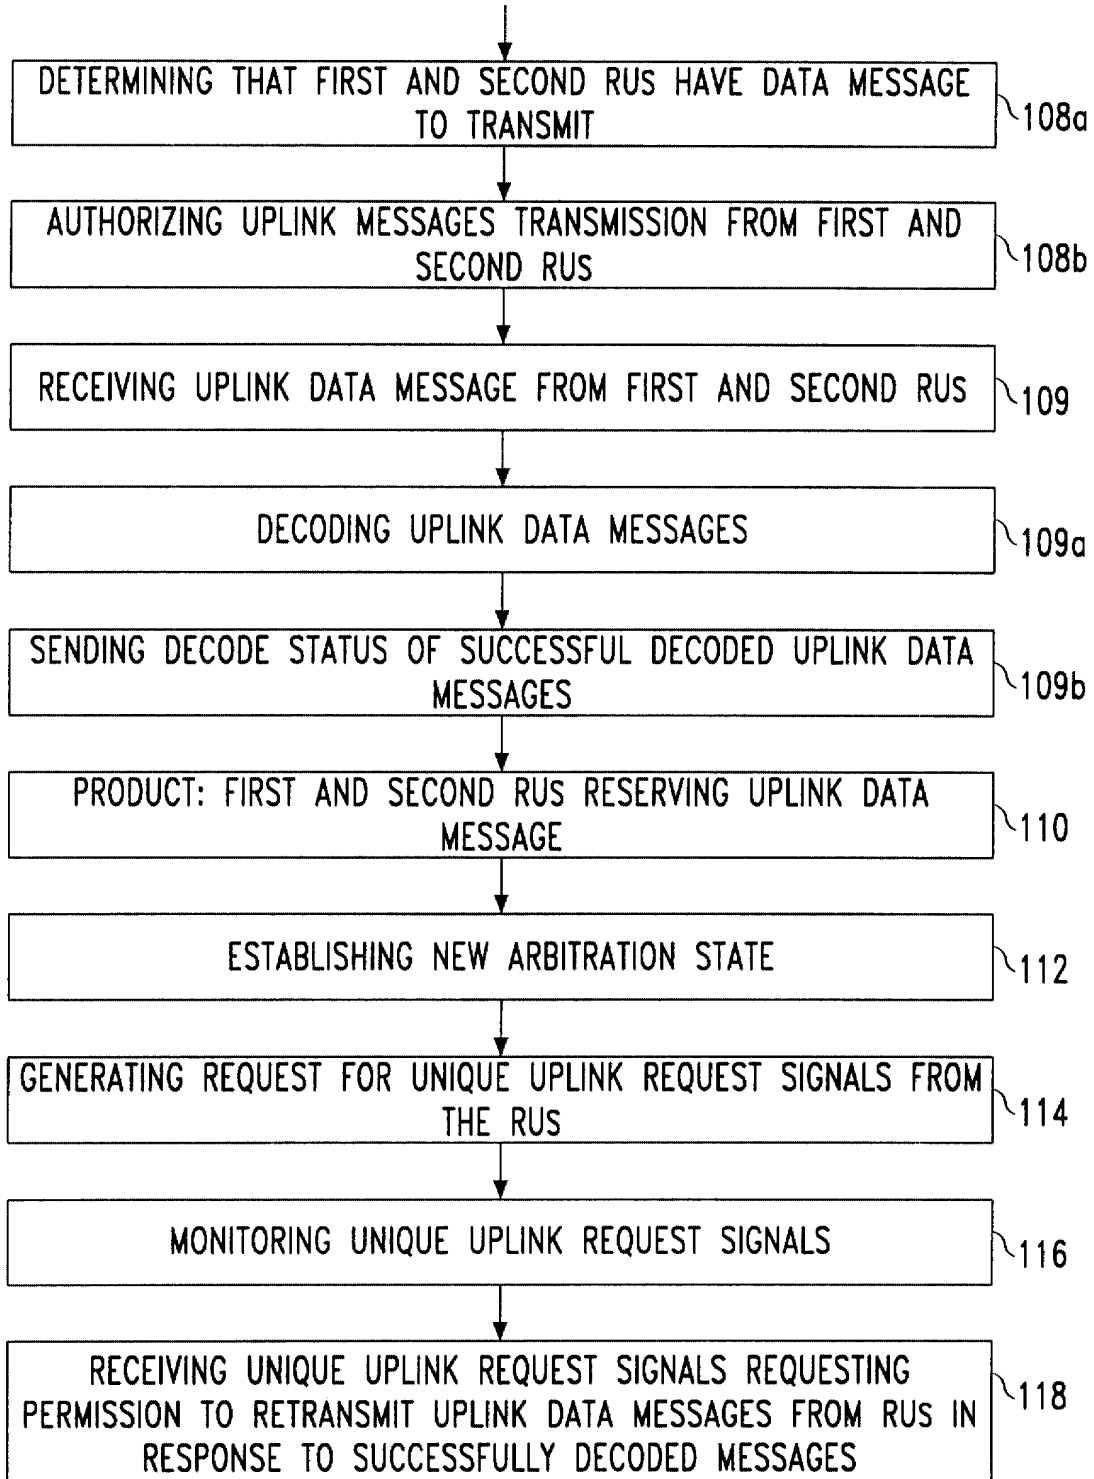 DETERMINING THAT FIRST AND SECOND RUs HAVE DATA MESSAGE
TO TRANSMIT
108a
AUTHORIZING UPLINK MESSAGES TRANSMISSION FROM FIRST AND
SECOND RUs
108b
RECEIVING UPLINK DATA MESSAGE FROM FIRST AND SECOND RUs
109
DECODING UPLINK DATA MESSAGES
109a
SENDING DECODE STATUS OF SUCCESSFUL DECODED UPLINK DATA
MESSAGES
109b
PRODUCT: FIRST AND SECOND RUs RESERVING UPLINK DATA
MESSAGE
110
ESTABLISHING NEW ARBITRATION STATE
112
GENERATING REQUEST FOR UNIQUE UPLINK REQUEST SIGNALS FROM
THE RUs
114
MONITORING UNIQUE UPLINK REQUEST SIGNALS
116
RECEIVING UNIQUE UPLINK REQUEST SIGNALS REQUESTING
PERMISSION TO RETRANSMIT UPLINK DATA MESSAGES FROM RUs IN
RESPONSE TO SUCCESSFULLY DECODED MESSAGES
118